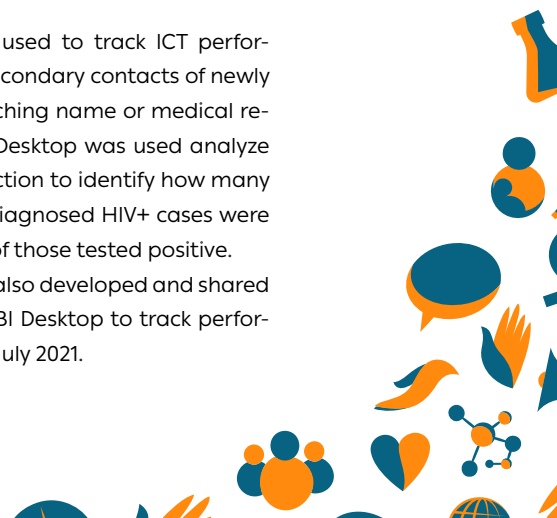 used to track ICT perfor-
condary contacts of newly
ching name or medical re-
Desktop was used analyze
ction to identify how many
iagnosed HIV+ cases were
of those tested positive.
also developed and shared
BI Desktop to track perfor-
uly 2021.